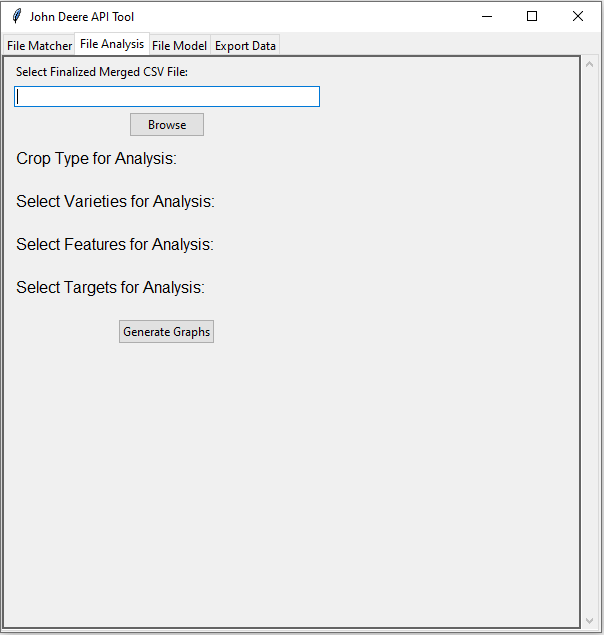 John Deere API Tool
File Matcher File Analysis File Model Export Data
Select Finalized Merged CSV File:
Browse
Crop Type for Analysis:
Select Varieties for Analysis:
Select Features for Analysis:
Select Targets for Analysis:
Generate Graphs